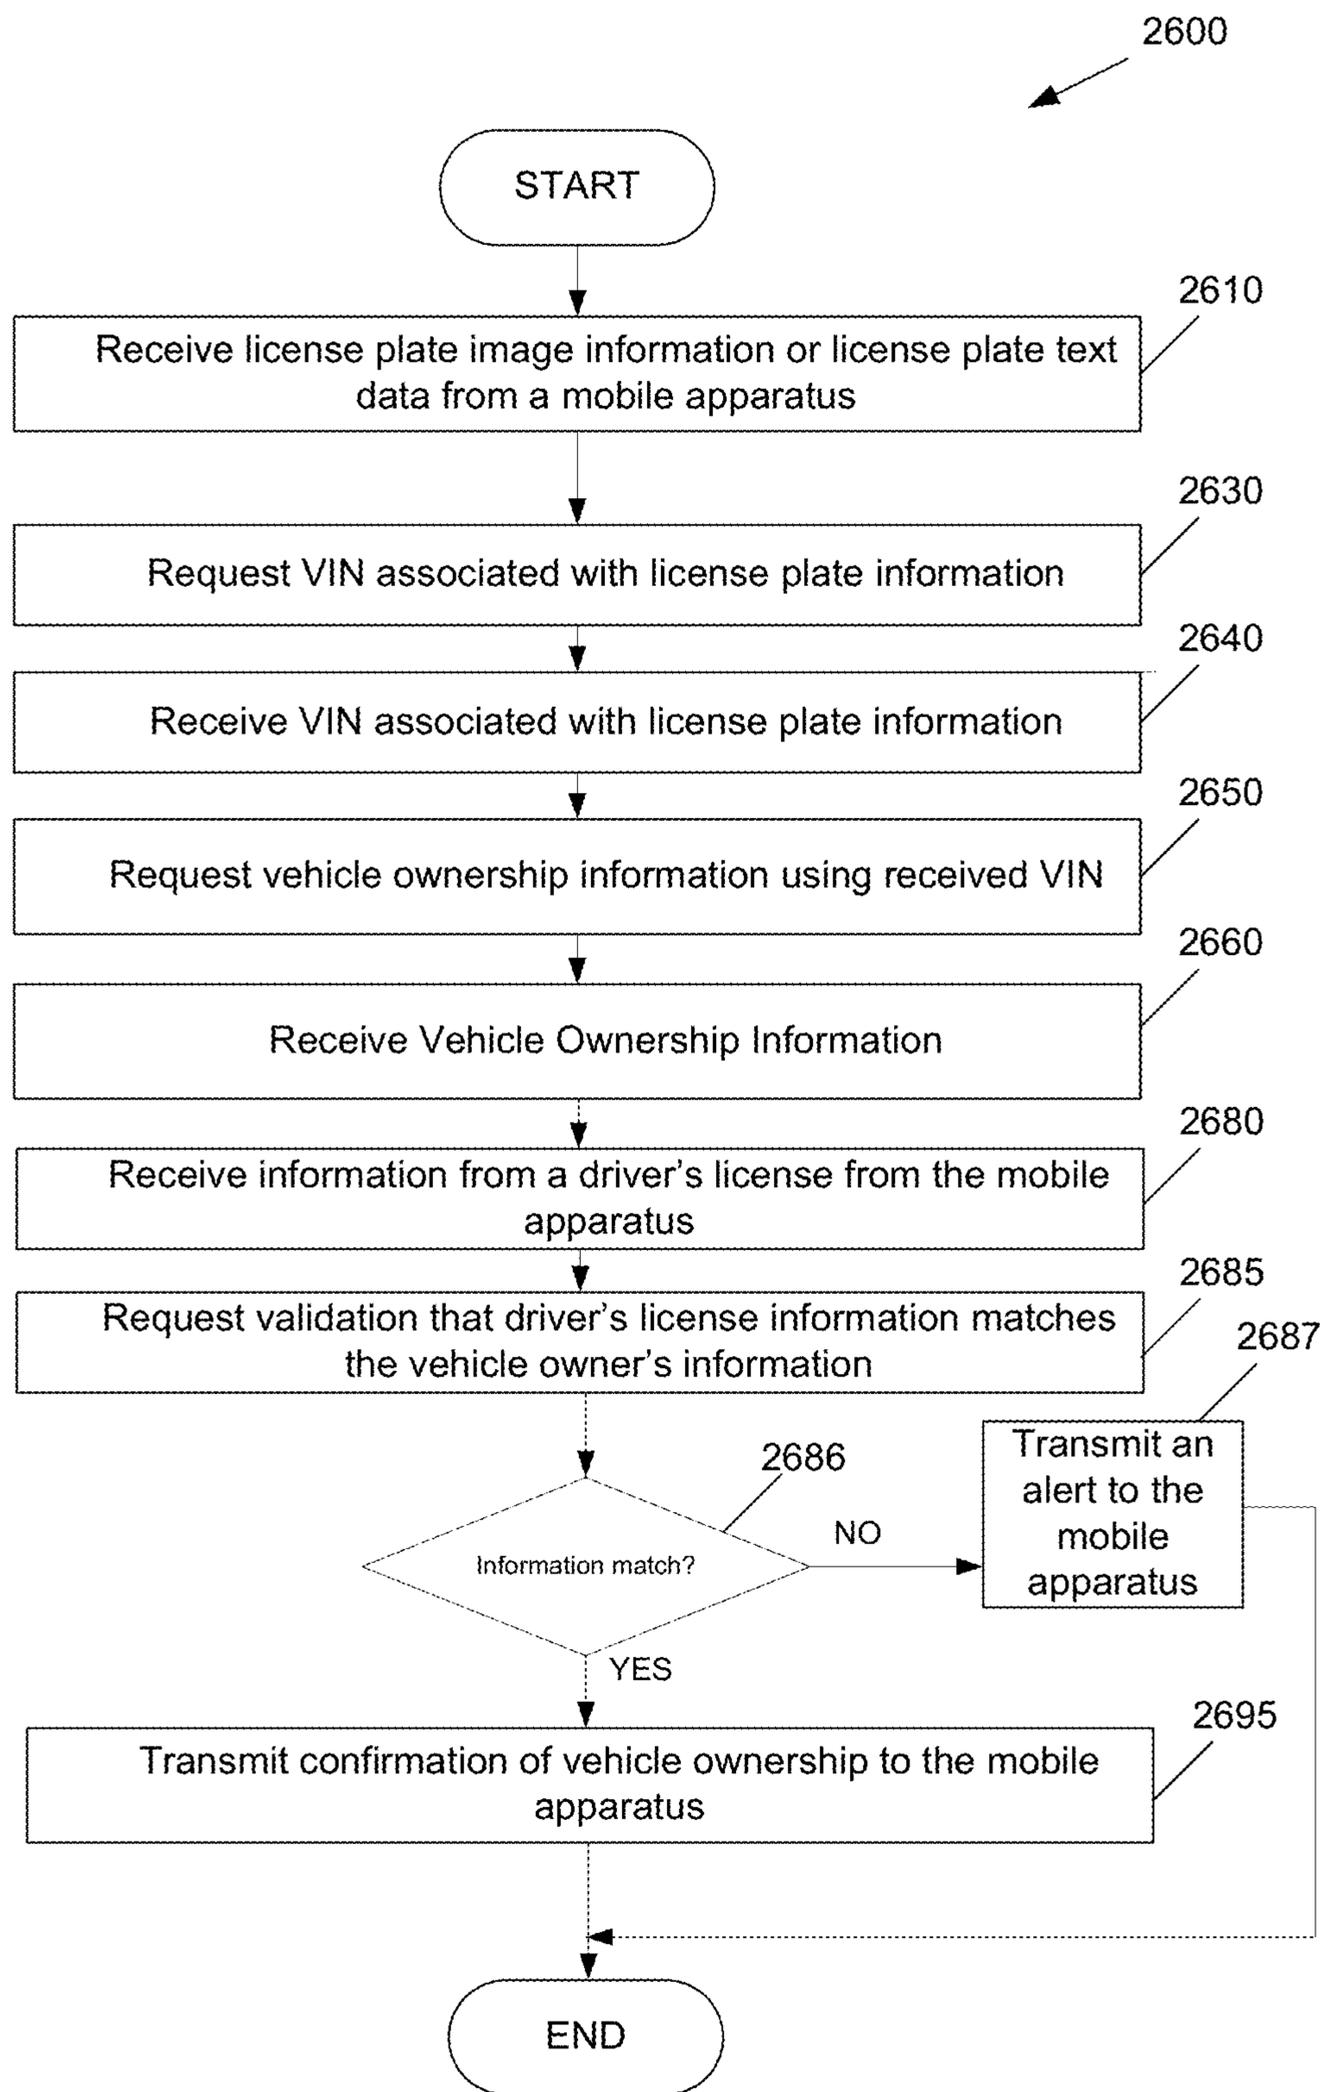 2600
START
2610
Receive license plate image information or license plate text
data from a mobile apparatus
2630
Request VIN associated with license plate information
2640
Receive VIN associated with license plate information
2650
Request vehicle ownership information using received VIN
2660
Receive Vehicle Ownership Information
2680
Receive information from a driver’s license from the mobile
apparatus
2685
Request validation that driver’s license information matches
the vehicle owner’s information
2687
Transmit an
alert to the
mobile
apparatus
2686
NO
Information match?
YES
2695
Transmit confirmation of vehicle ownership to the mobile
apparatus
END